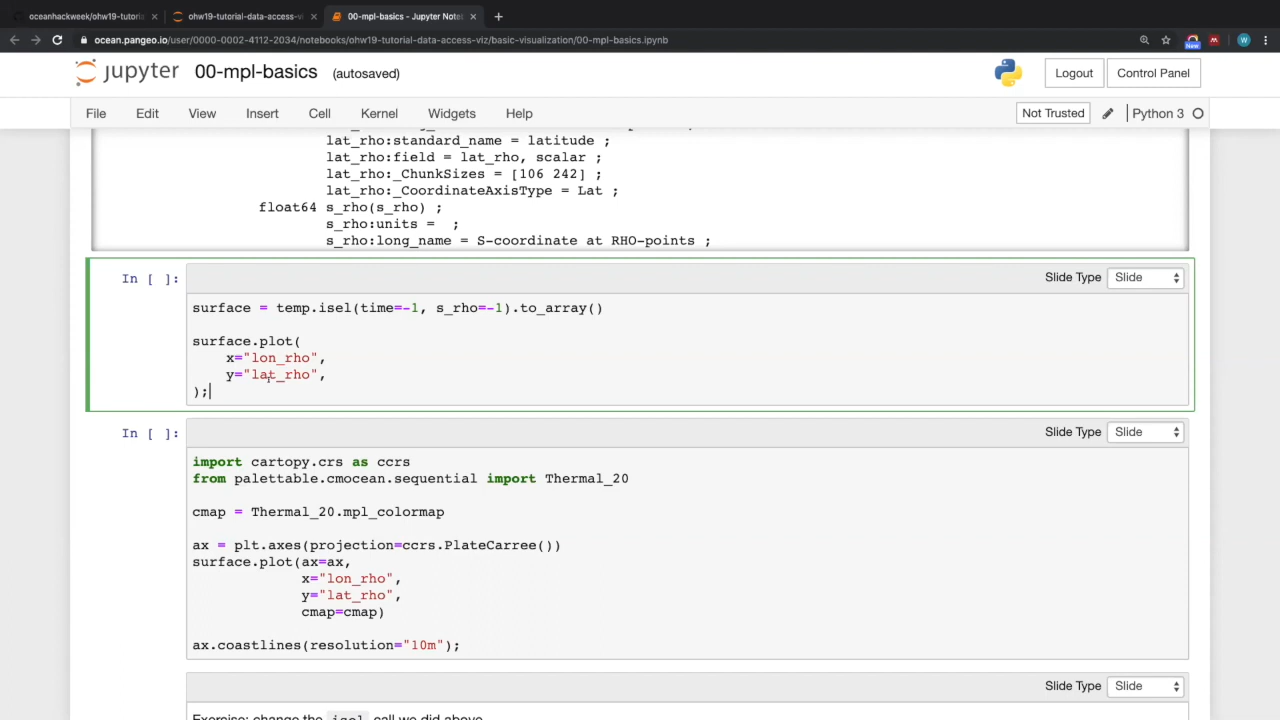 oceanhackweek/ohw19-tutoria
ohw19-tutorial-data-access-vi
00-mpl-basics - Jupyter Note
ocean.pangeo.io/user/0000-0002-4112-2034/notebooks/ohw19-tutorial-data-access-viz/basic-visualization/00-mpl-basics.ipynb
New
W
jupyter 00-mpl-basics (autosaved)
Logout
Control Panel
File Edit View Insert Cell Kernel Widgets Help
Not Trusted
Python 3
lat_rho:standard_name = latitude ;
lat_rho:field = lat_rho, scalar ;
lat_rho:_ChunkSizes = [106 242] ;
lat_rho:_CoordinateAxisType = Lat ;
float64 s_rho(s_rho) ;
s_rho:units =  ;
s_rho:long_name = S-coordinate at RHO-points ;
In [ ]:
Slide Type Slide
surface = temp.isel(time=-1, s_rho=-1).to_array()
surface.plot(
x="lon_rho",
y="lat_rho",
);
In [ ]:
Slide Type Slide
import cartopy.crs as ccrs
from palettable.cmocean.sequential import Thermal_20
cmap = Thermal_20.mpl_colormap
ax = plt.axes(projection=ccrs.PlateCarree())
surface.plot(ax=ax,
x="lon_rho",
y="lat_rho",
cmap=cmap)
ax.coastlines(resolution="10m");
Slide Type Slide
Exercise: change the isel call we did above